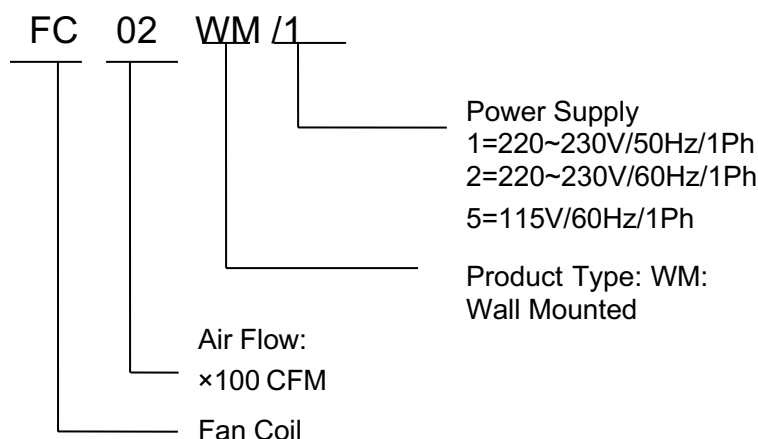 FC 02 WM /1
Power Supply
1=220~230V/50Hz/1Ph
2=220~230V/60Hz/1Ph
5=115V/60Hz/1Ph
Product Type: WM:
Wall Mounted
Air Flow:
×100 CFM
Fan Coil